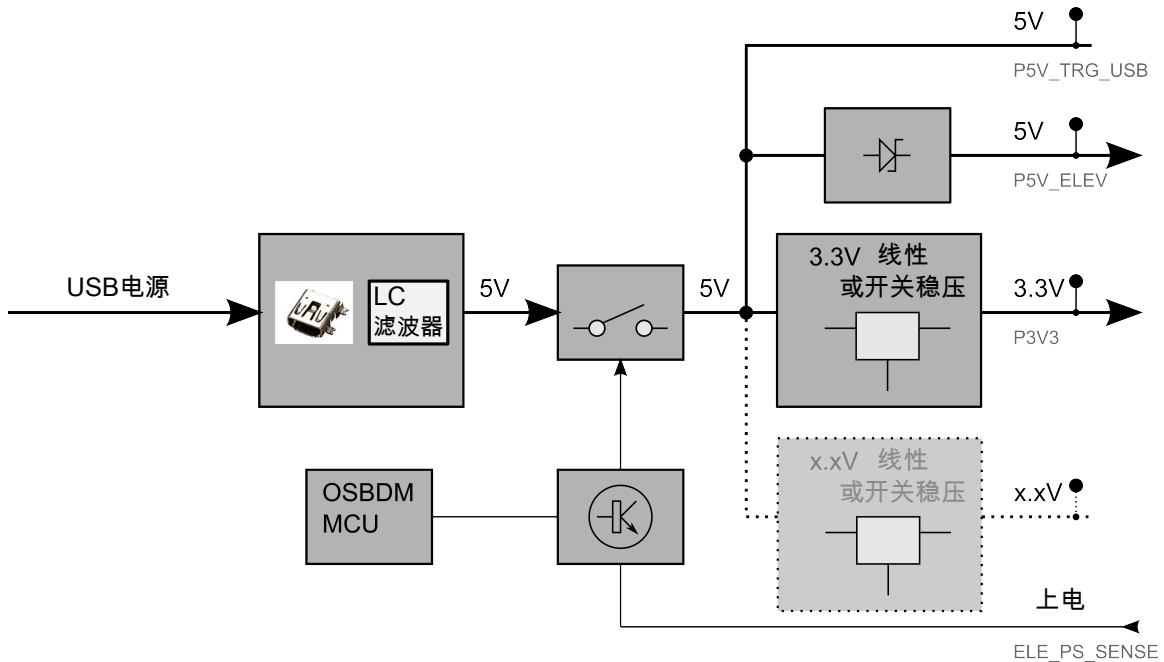 5V
P5V_TRG_USB
5V
P5V_ELEV
USB电源
LC
滤波器
5V
5V
3.3V 线性
或开关稳压
3.3V
P3V3
x.xV 线性
或开关稳压
x.xV
OSBDM
MCU
上电
ELE_PS_SENSE